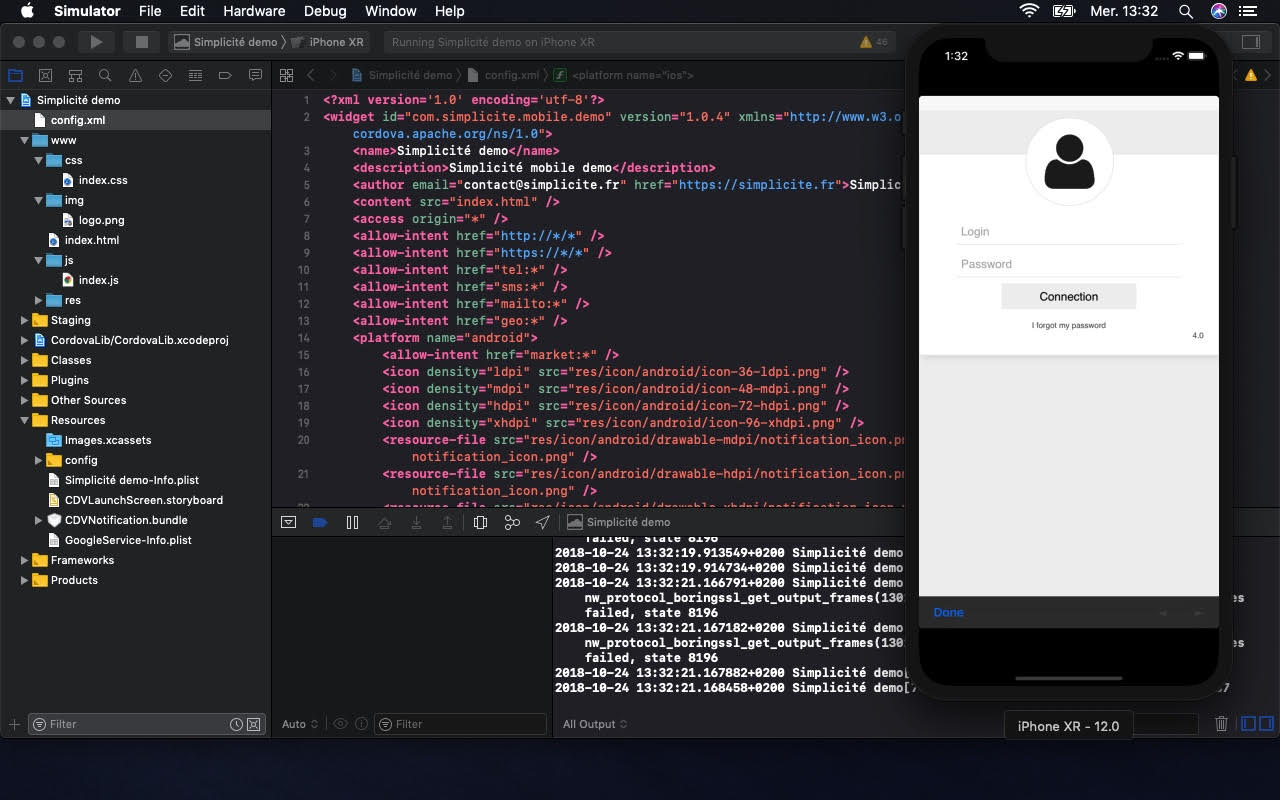 Simulator File Edit Hardware Debug Window Help Mer. 13:32
Simplicité demo iPhone XR Running Simplicité demo on iPhone XR 46
Simplicité demo config.xml <platform name="ios">
Simplicité demo
config.xml
www
css
index.css
img
logo.png
index.html
js
index.js
res
Staging
CordovaLib/CordovaLib.xcodeproj
Classes
Plugins
Other Sources
Resources
Images.xcassets
config
Simplicité demo-Info.plist
CDVLaunchScreen.storyboard
CDVNotification.bundle
GoogleService-Info.plist
Frameworks
Products
Filter
1 <?xml version='1.0' encoding='utf-8'?>
2 <widget id="com.simplicite.mobile.demo" version="1.0.4" xmlns="http://www.w3.o
cordova.apache.org/ns/1.0">
3 <name>Simplicité demo</name>
4 <description>Simplicité mobile demo</description>
5 <author email="contact@simplicite.fr" href="https://simplicite.fr">Simplic
6 <content src="index.html" />
7 <access origin="*" />
8 <allow-intent href="http://*/*" />
9 <allow-intent href="https://*/*" />
10 <allow-intent href="tel:*" />
11 <allow-intent href="sms:*" />
12 <allow-intent href="mailto:*" />
13 <allow-intent href="geo:*" />
14 <platform name="android">
15 <allow-intent href="market:*" />
16 <icon density="ldpi" src="res/icon/android/icon-36-ldpi.png" />
17 <icon density="mdpi" src="res/icon/android/icon-48-mdpi.png" />
18 <icon density="hdpi" src="res/icon/android/icon-72-hdpi.png" />
19 <icon density="xhdpi" src="res/icon/android/icon-96-xhdpi.png" />
20 <resource-file src="res/icon/android/drawable-mdpi/notification_icon.pn
notification_icon.png" />
21 <resource-file src="res/icon/android/drawable-hdpi/notification_icon.pn
notification_icon.png" />
Simplicité demo
failed, state 8196
2018-10-24 13:32:19.913549+0200 Simplicité demo
2018-10-24 13:32:19.914734+0200 Simplicité demo
2018-10-24 13:32:21.166791+0200 Simplicité demo
nw_protocol_boringssl_get_output_frames(130 es
failed, state 8196
2018-10-24 13:32:21.167182+0200 Simplicité demo
nw_protocol_boringssl_get_output_frames(130 es
failed, state 8196
2018-10-24 13:32:21.167882+0200 Simplicité demo[
2018-10-24 13:32:21.168458+0200 Simplicité demo[7 7
Auto Filter All Output
1:32
Login
Password
Connection
I forgot my password
4.0
Done
iPhone XR - 12.0